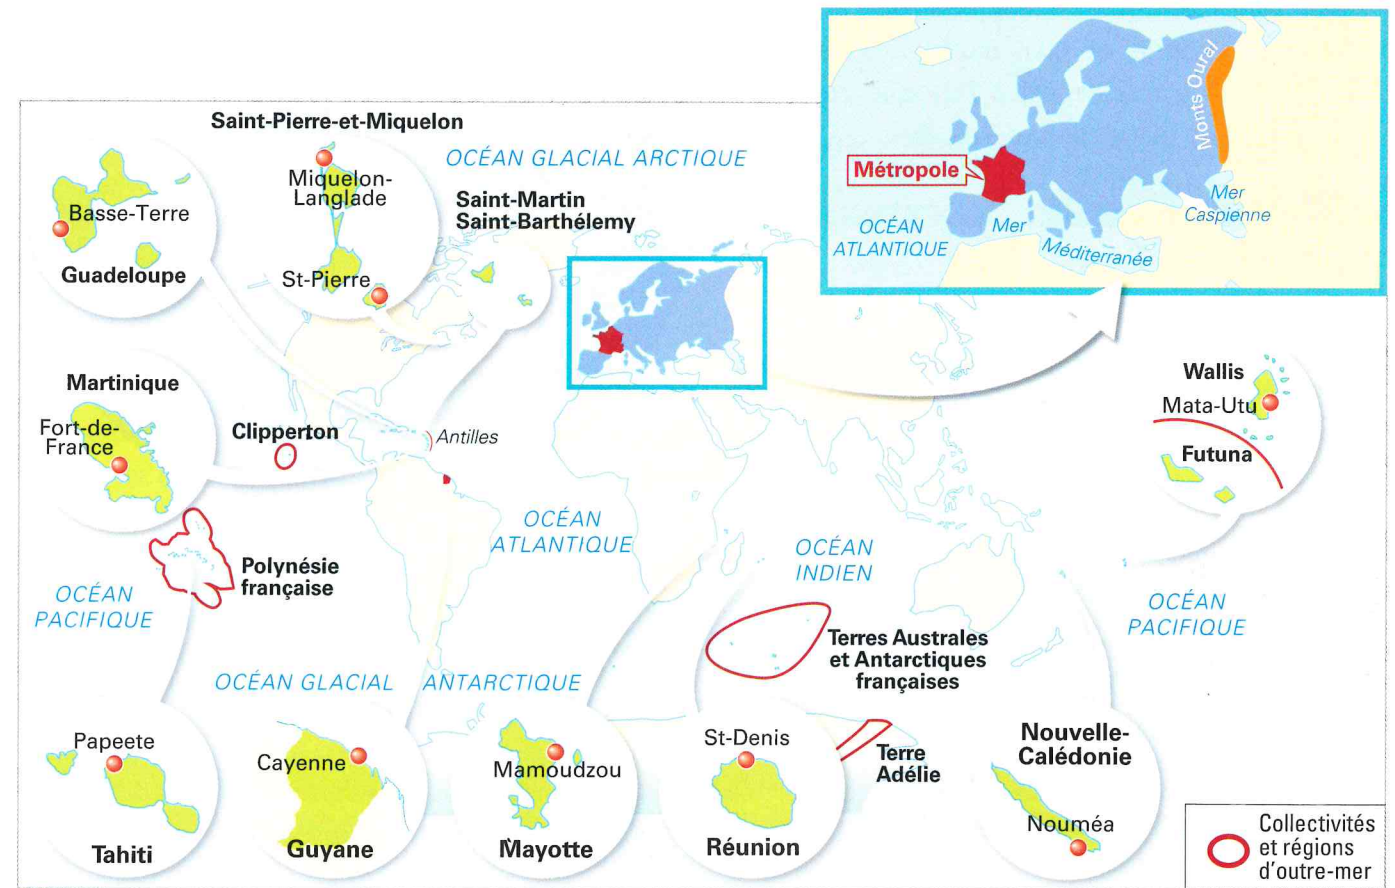 Saint-Pierre-et-Miquelon
OCÉAN GLACIAL ARCTIQUE
Miquelon-
Langlade
St-Pierre
Basse-Terre
Guadeloupe
Saint-Martin
Saint-Barthélemy
Monts Oural
Métropole
OCÉAN
ATLANTIQUE
Mer
Méditerranée
Mer
Caspienne
Martinique
Fort-de-
France
Clipperton
Antilles
Wallis
Mata-Utu
Futuna
Polynésie
française
OCÉAN
PACIFIQUE
OCÉAN
ATLANTIQUE
OCÉAN
INDIEN
OCÉAN
PACIFIQUE
Terres Australes
et Antarctiques
françaises
OCÉAN GLACIAL ANTARCTIQUE
Papeete
Tahiti
Cayenne
Guyane
Mamoudzou
Mayotte
St-Denis
Réunion
Terre
Adélie
Nouvelle-
Calédonie
Nouméa
Collectivités
et régions
d'outre-mer